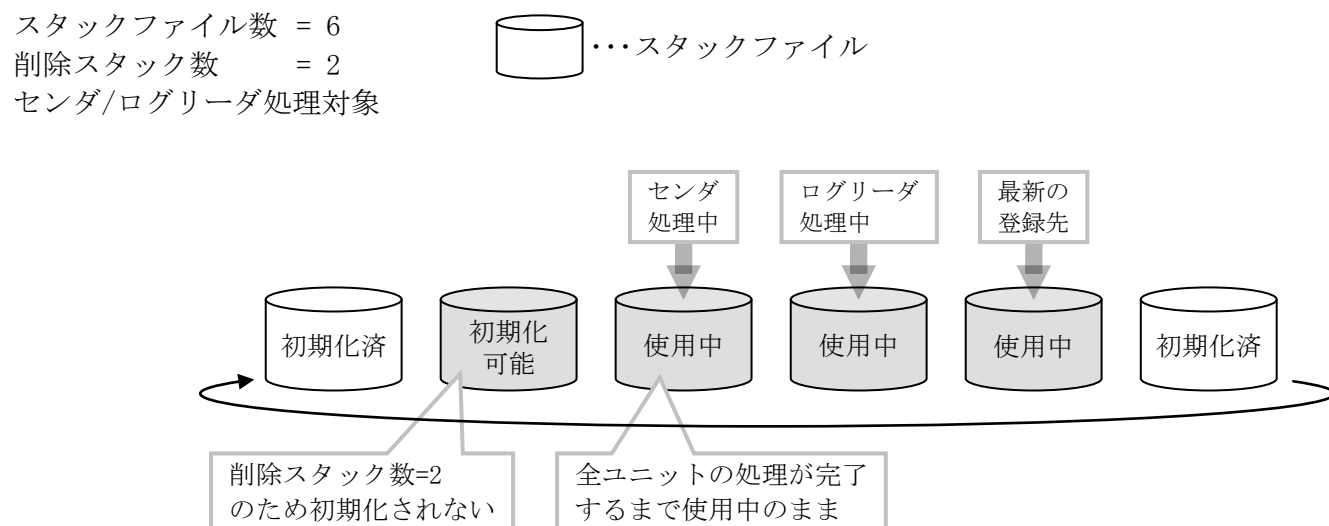 スタックファイル数 = 6
削除スタック数 = 2
センダ/ログリーダ処理対象
･･･スタックファイル
センダ
処理中
ログリーダ
処理中
最新の
登録先
初期化済
初期化
可能
使用中
使用中
使用中
初期化済
削除スタック数=2
のため初期化されない
全ユニットの処理が完了
するまで使用中のまま